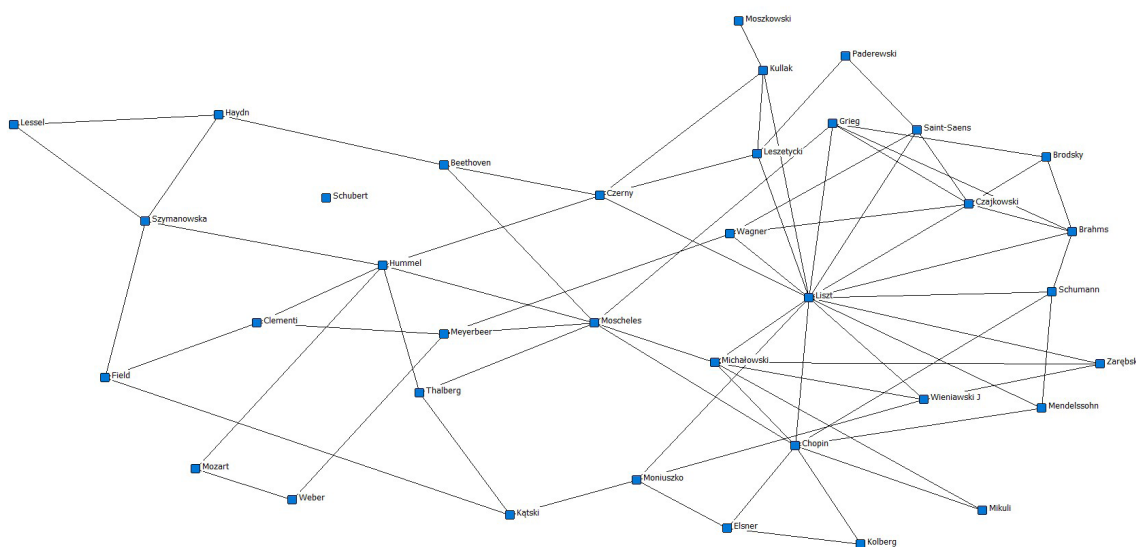 Moszkowski
Paderewski
Kullak
Haydn
Lessel
Grieg
Saint-Saens
Leszetycki
Brodsky
Beethoven
Czerny
Schubert
Czajkowski
Szymanowska
Wagner
Brahms
Hummel
Schumann
Liszt
Clementi
Moscheles
Meyerbeer
Michałowski
Zarębsk
Field
Thalberg
Wieniawski J
Mendelssohn
Chopin
Mozart
Moniuszko
Weber
Mikuli
Kątski
Elsner
Kolberg